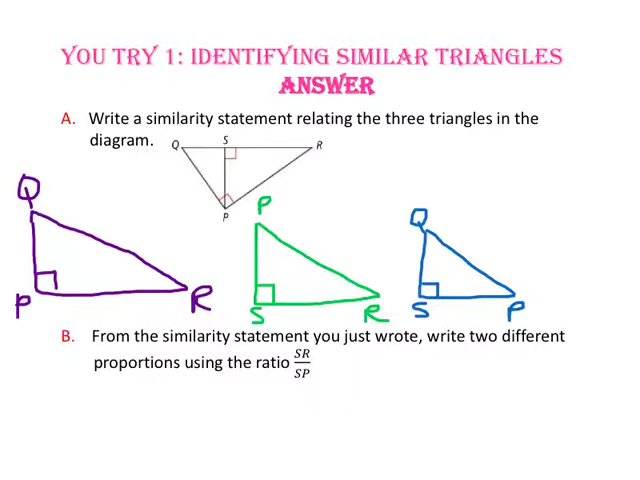 YOU TRY 1: IDENTIFYING SIMILAR TRIANGLES
ANSWER
A. Write a similarity statement relating the three triangles in the
diagram.
Q S R
P
Q
P R
P
S R
Q
S P
B. From the similarity statement you just wrote, write two different
proportions using the ratio SR/SP